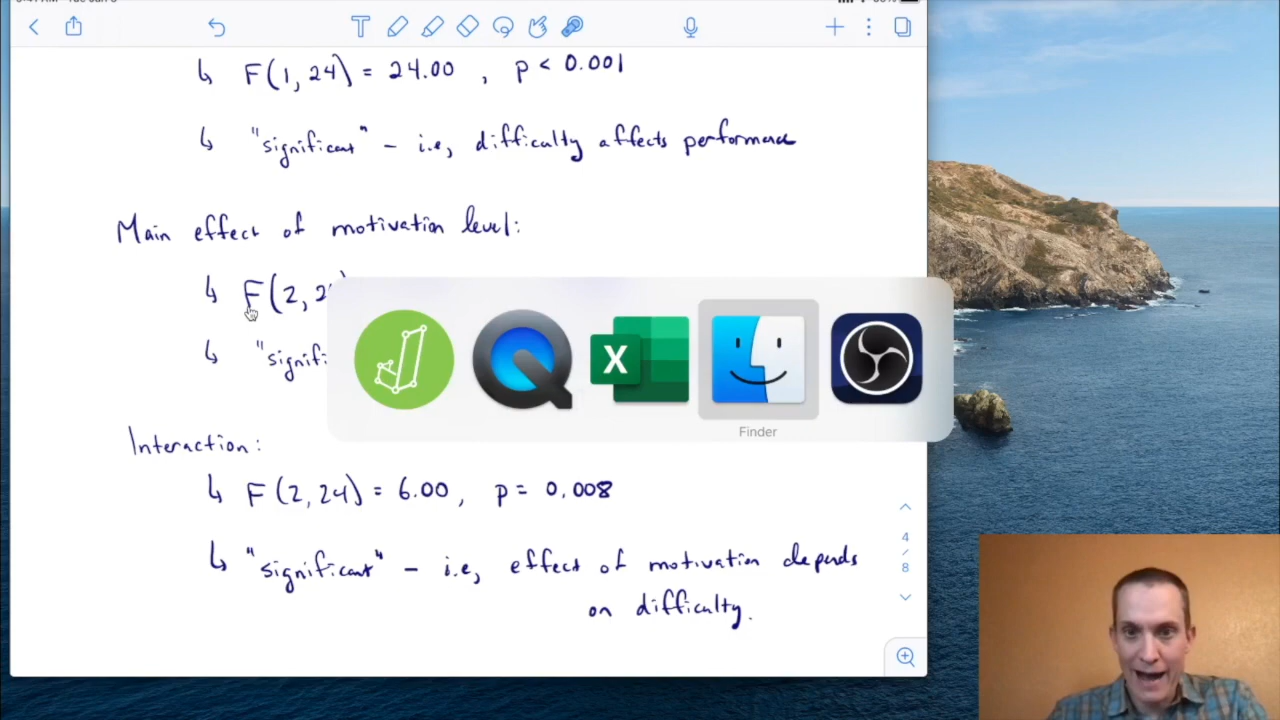 F(1,24) = 24.00 , p < 0.001
"significant" - i.e., difficulty affects performance
Main effect of motivation level:
F(2,2
"signifi
X
Finder
Interaction:
F(2,24) = 6.00, p = 0.008
"significant" - i.e., effect of motivation depends
on difficulty.
4
/
8